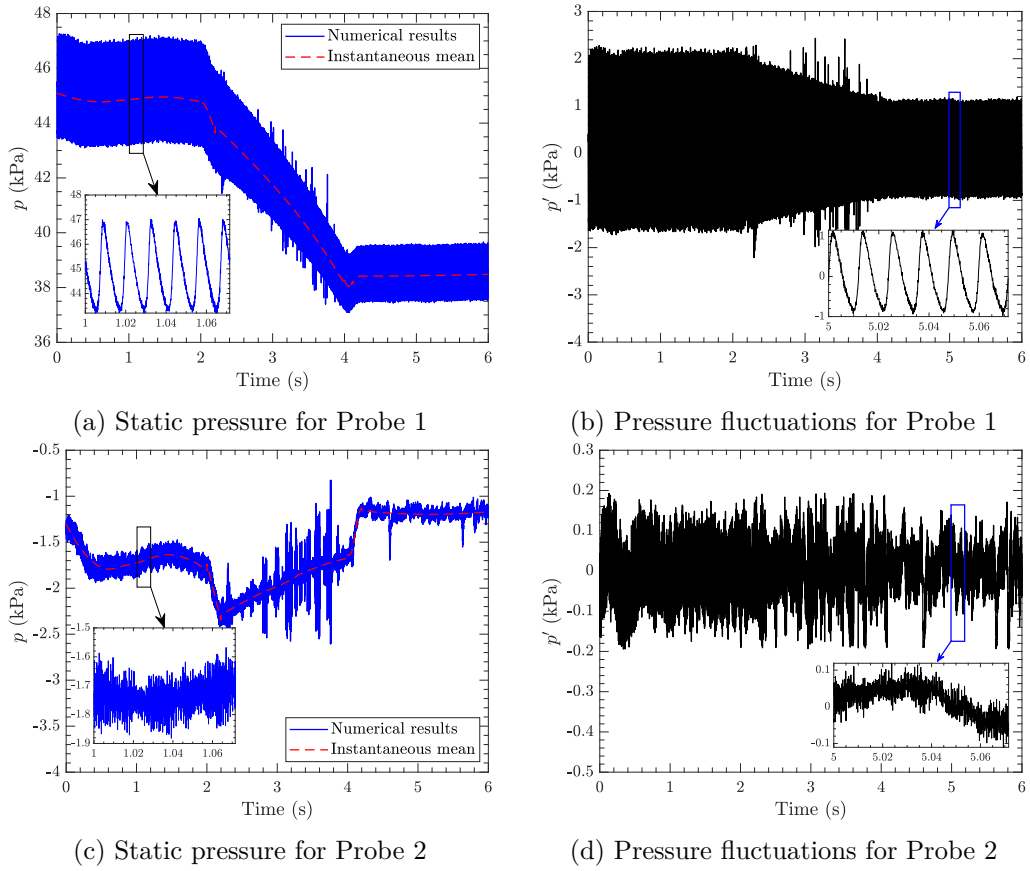 48
46
44
42
40
38
36
p (kPa)
Numerical results
Instantaneous mean
48
47
46
45
44
1 1.02 1.04 1.06
0 1 2 3 4 5 6
Time (s)
(a) Static pressure for Probe 1
3
2
1
0
-1
-2
-3
-4
p′ (kPa)
1
0
-1
5 5.02 5.04 5.06
0 1 2 3 4 5 6
Time (s)
(b) Pressure fluctuations for Probe 1
-0.5
-1
-1.5
-2
-2.5
-3
-3.5
-4
p (kPa)
-1.5
-1.6
-1.7
-1.8
-1.9
1 1.02 1.04 1.06
Numerical results
Instantaneous mean
0 1 2 3 4 5 6
Time (s)
(c) Static pressure for Probe 2
0.3
0.2
0.1
0
-0.1
-0.2
-0.3
-0.4
-0.5
p′ (kPa)
0.1
0
-0.1
5 5.02 5.04 5.06
0 1 2 3 4 5 6
Time (s)
(d) Pressure fluctuations for Probe 2